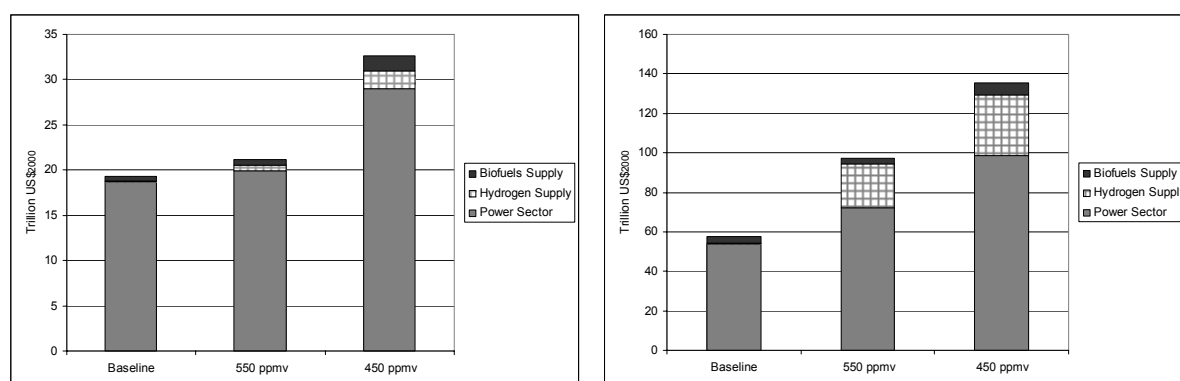 35
30
25
20
15
10
5
0
Trillion US$2000
Baseline
550 ppmv
450 ppmv
Biofuels Supply
Hydrogen Supply
Power Sector
160
140
120
100
80
60
40
20
0
Trillion US$2000
Baseline
550 ppmv
450 ppmv
Biofuels Supply
Hydrogen Suppl
Power Sector